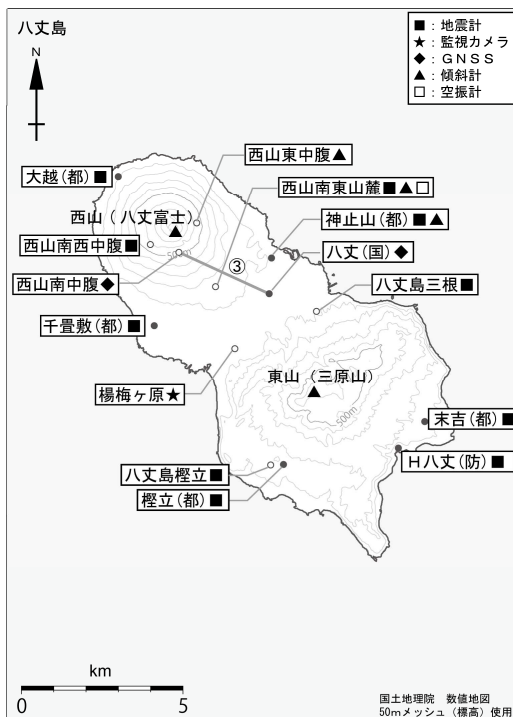 八丈島
N
■：地震計
★：監視カメラ
◆：ＧＮＳＳ
▲：傾斜計
□：空振計
西山東中腹▲
大越(都)■
西山南東山麓■▲□
西山（八丈富士）
神止山(都)■▲
西山南西中腹■
500m
③
八丈(国)◆
西山南中腹◆
八丈島三根■
千畳敷(都)■
東山（三原山）
楊梅ヶ原★
500m
末吉(都)■
Ｈ八丈(防)■
八丈島樫立■
樫立(都)■
km
0 5
国土地理院　数値地図
50mメッシュ（標高）使用